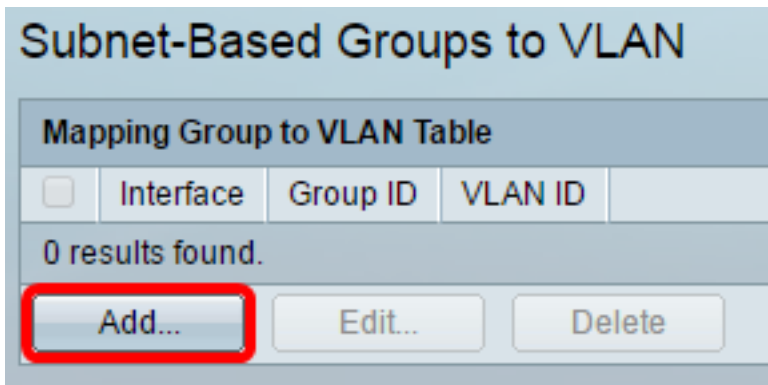 Subnet-Based Groups to VLAN
Mapping Group to VLAN Table
Interface Group ID VLAN ID
0 results found.
Add... Edit... Delete